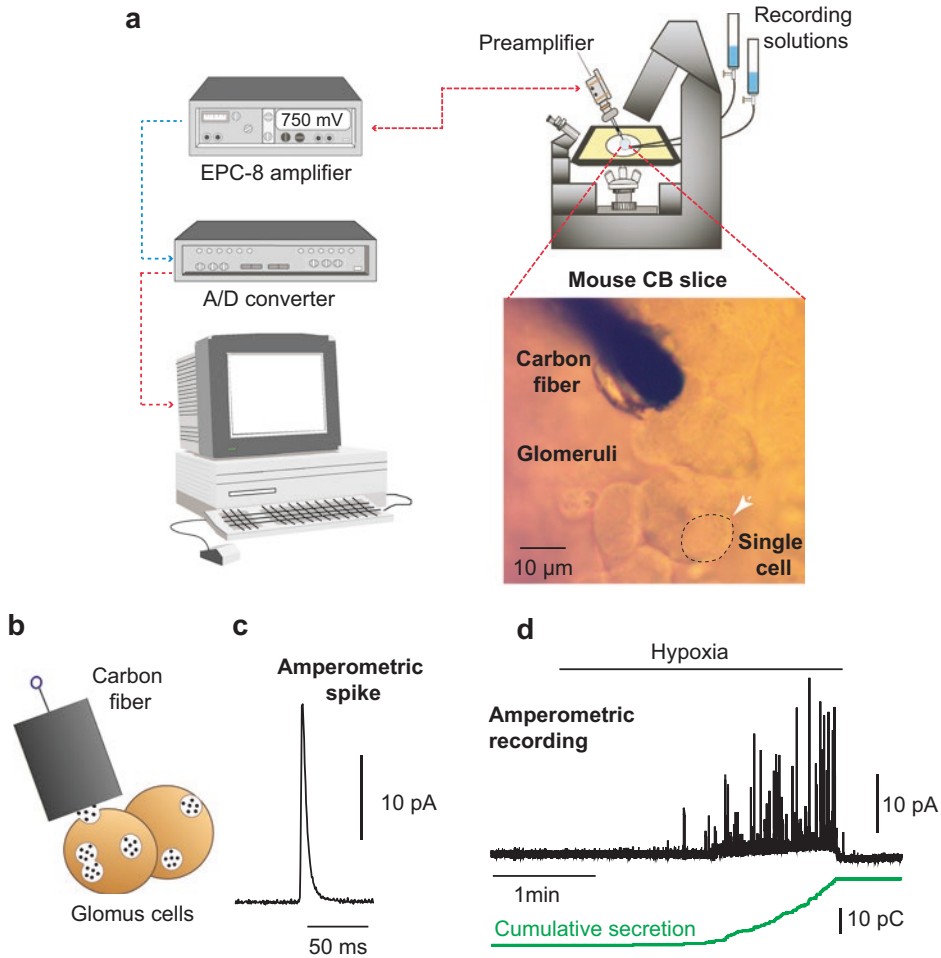 a
Preamplifier
Recording
solutions
750 mV
EPC-8 amplifier
A/D converter
Mouse CB slice
Carbon
fiber
Glomeruli
Single
cell
10 µm
b
Carbon
fiber
Glomus cells
c
Amperometric
spike
10 pA
50 ms
d
Hypoxia
Amperometric
recording
10 pA
1min
Cumulative secretion
10 pC